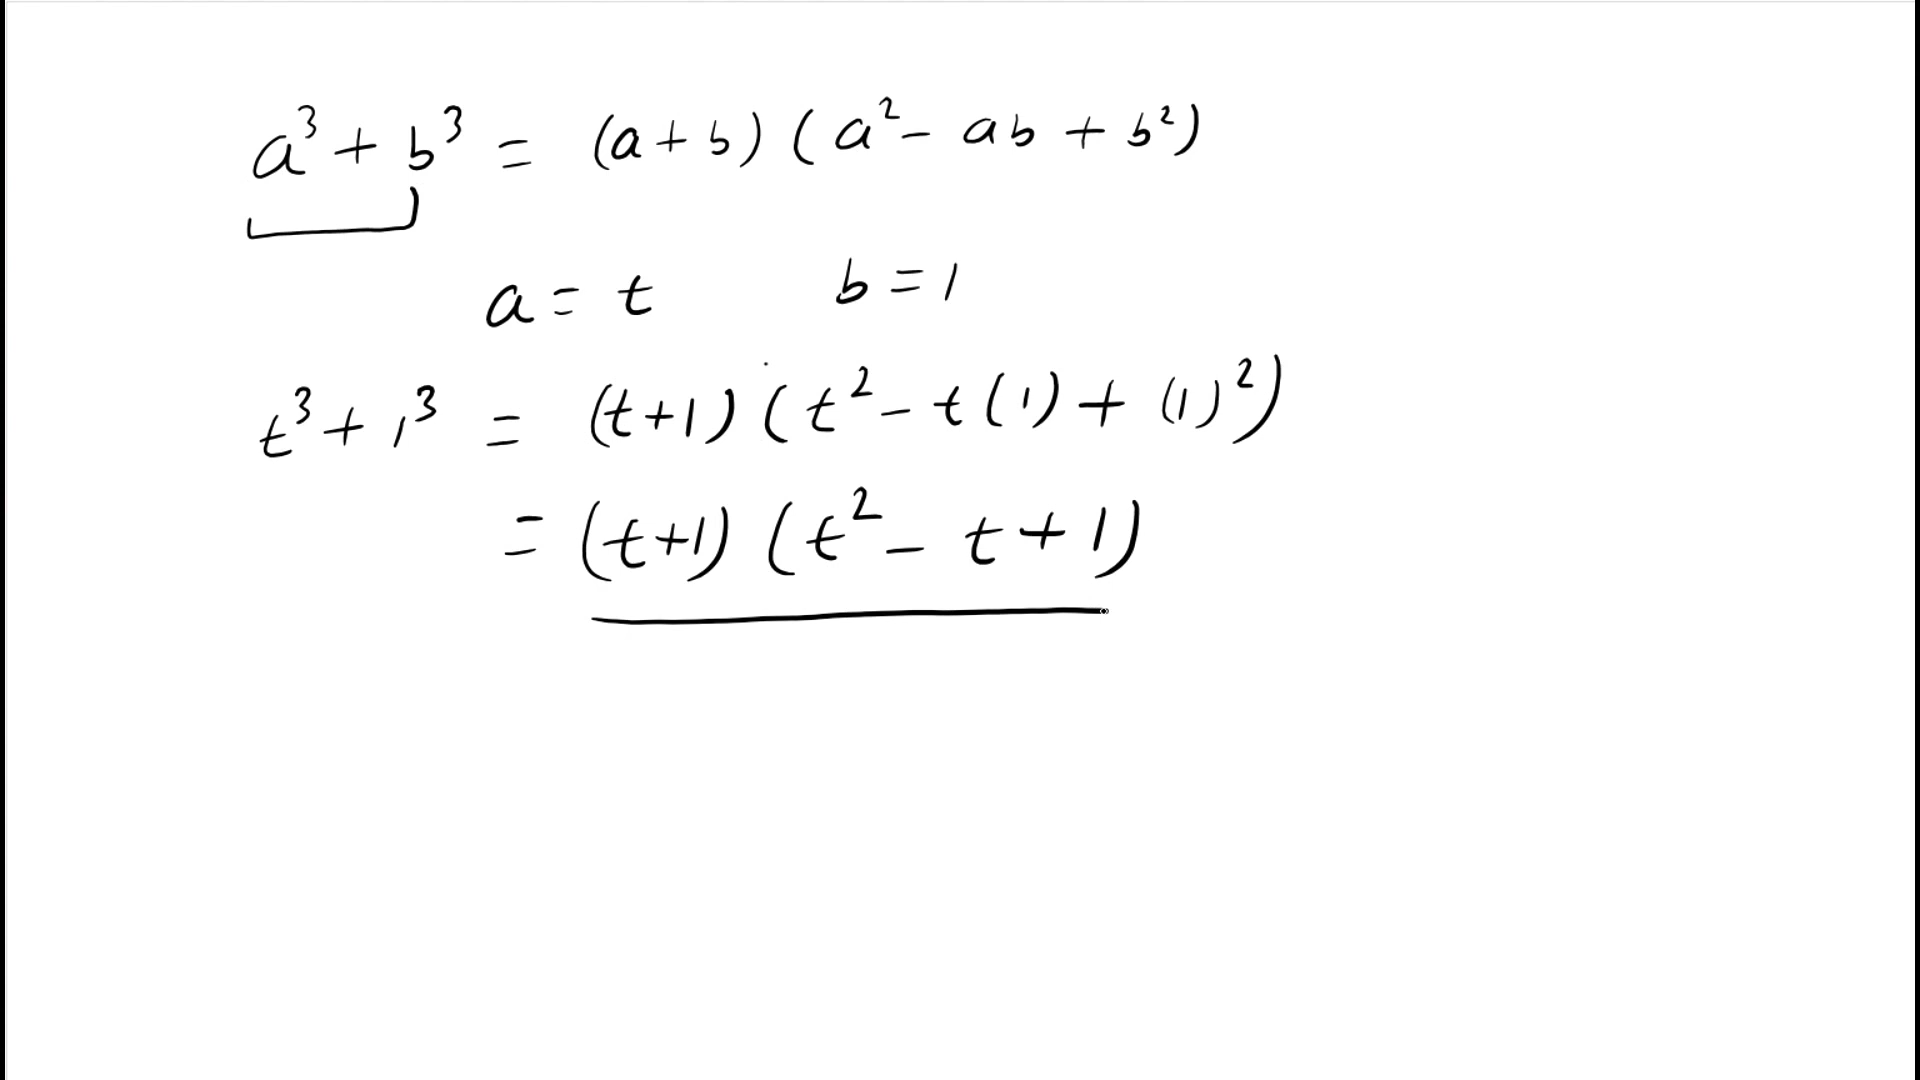 a³ + b³ = (a + b) (a² - ab + b²)
a = t b = 1
t³ + 1³ = (t+1) (t² - t(1) + (1)²)
= (t+1) (t² - t + 1)